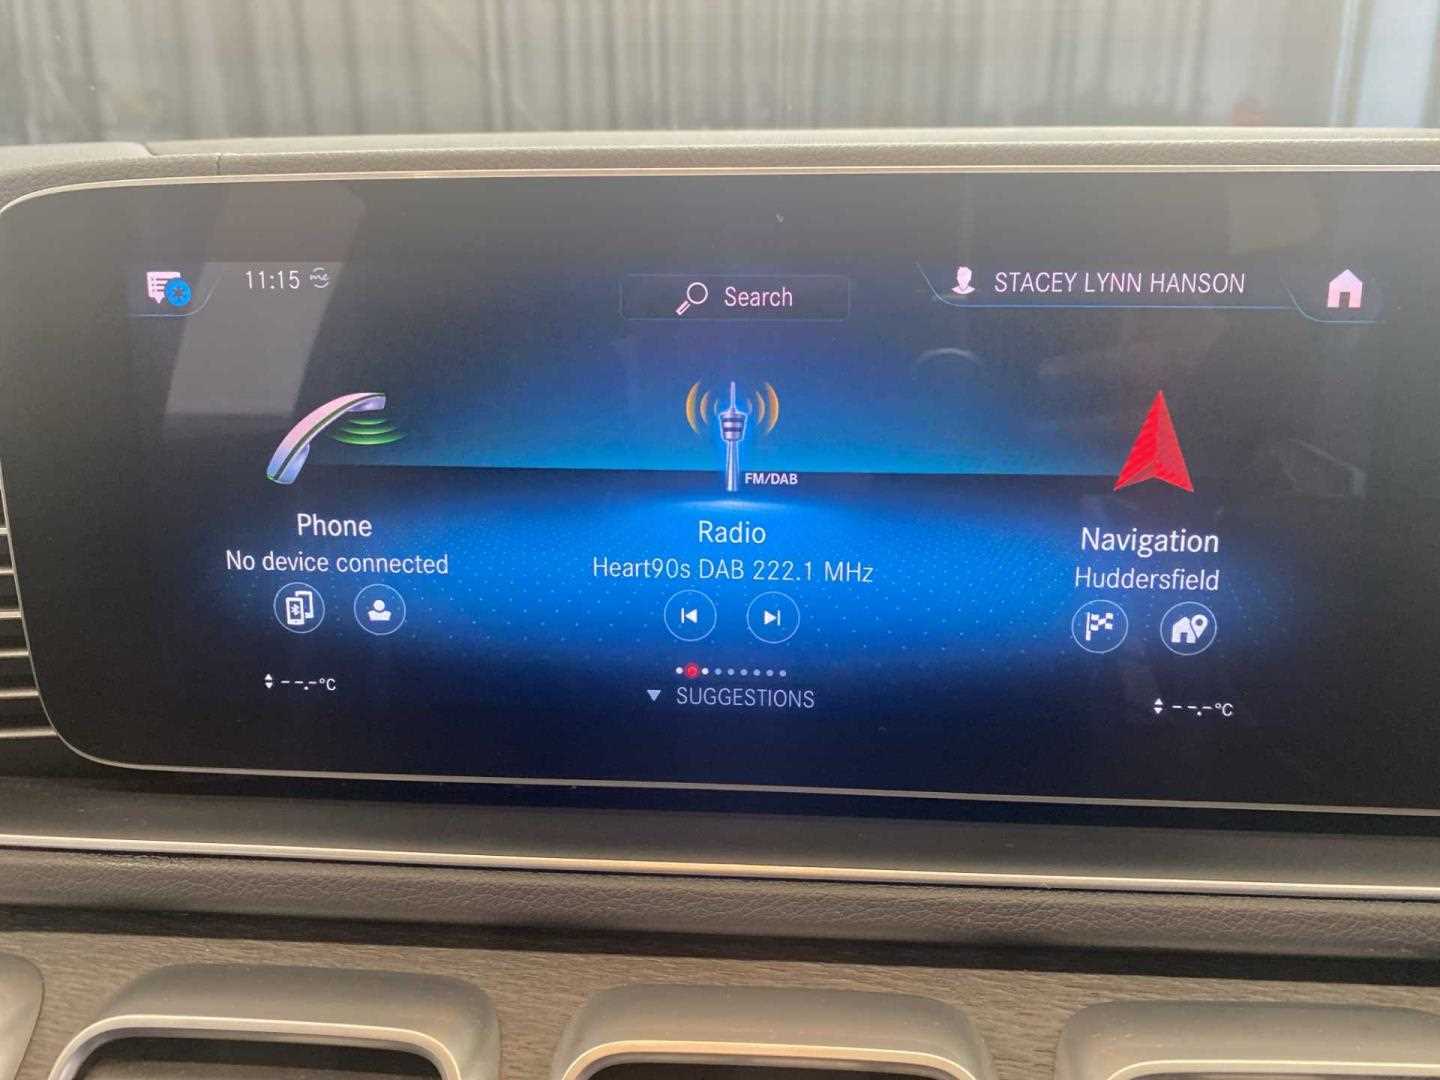 11:15 me
Search
STACEY LYNN HANSON
FM/DAB
Phone
No device connected
Radio
Heart90s DAB 222.1 MHz
Navigation
Huddersfield
--.-°C
SUGGESTIONS
--.-°C